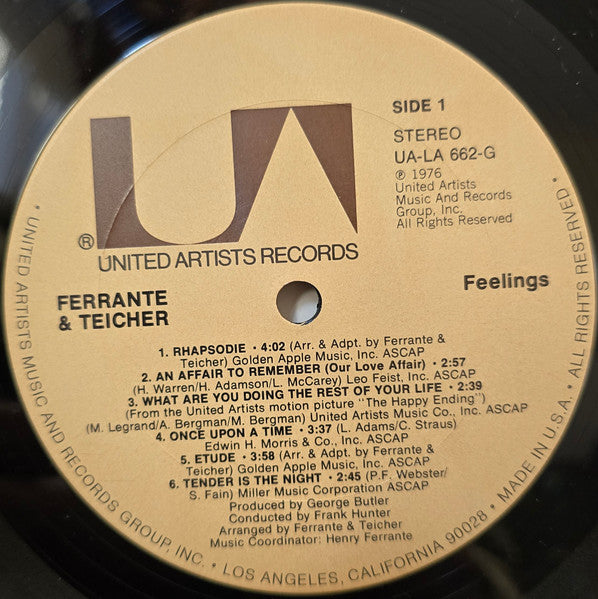 UA
SIDE 1
STEREO
UA-LA 662-G
℗ 1976
United Artists
Music And Records
Group, Inc.
All Rights Reserved
®
UNITED ARTISTS RECORDS
FERRANTE
& TEICHER
Feelings
1. RHAPSODIE • 4:02 (Arr. & Adpt. by Ferrante &
Teicher) Golden Apple Music, Inc. ASCAP
2. AN AFFAIR TO REMEMBER (Our Love Affair) • 2:57
(H. Warren/H. Adamson/L. McCarey) Leo Feist, Inc. ASCAP
3. WHAT ARE YOU DOING THE REST OF YOUR LIFE • 2:39
(From the United Artists motion picture "The Happy Ending")
(M. Legrand/A. Bergman/M. Bergman) United Artists Music Co., Inc. ASCAP
4. ONCE UPON A TIME • 3:37 (L. Adams/C. Straus)
Edwin H. Morris & Co., Inc. ASCAP
5. ETUDE • 3:58 (Arr. & Adpt. by Ferrante &
Teicher) Golden Apple Music, Inc. ASCAP
6. TENDER IS THE NIGHT • 2:45 (P.F. Webster/
S. Fain) Miller Music Corporation ASCAP
Produced by George Butler
Conducted by Frank Hunter
Arranged by Ferrante & Teicher
Music Coordinator: Henry Ferrante
• UNITED ARTISTS MUSIC AND RECORDS GROUP, INC. • LOS ANGELES, CALIFORNIA 90028 • MADE IN U.S.A. • ALL RIGHTS RESERVED •